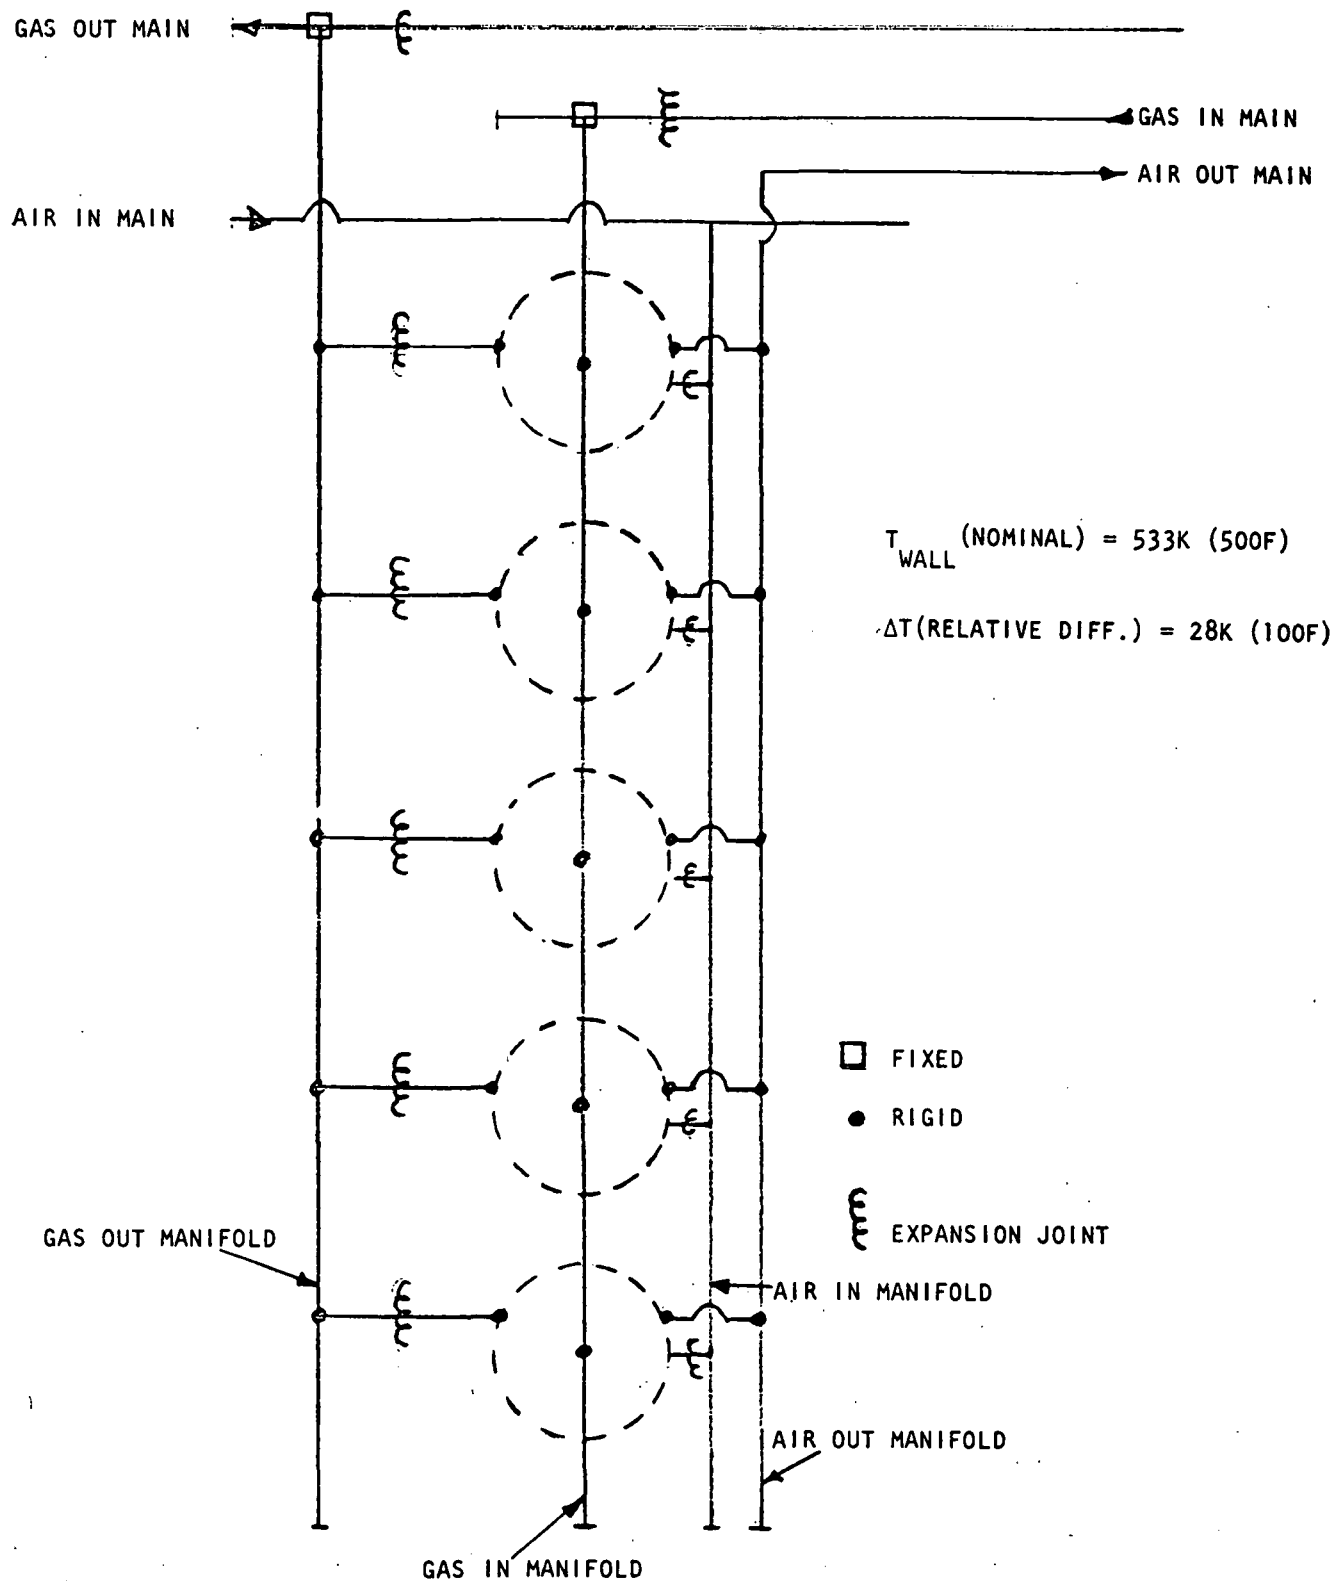 GAS OUT MAIN
GAS IN MAIN
AIR OUT MAIN
AIR IN MAIN
T WALL (NOMINAL) = 533K (500F)
ΔT(RELATIVE DIFF.) = 28K (100F)
FIXED
RIGID
EXPANSION JOINT
GAS OUT MANIFOLD
AIR IN MANIFOLD
AIR OUT MANIFOLD
GAS IN MANIFOLD